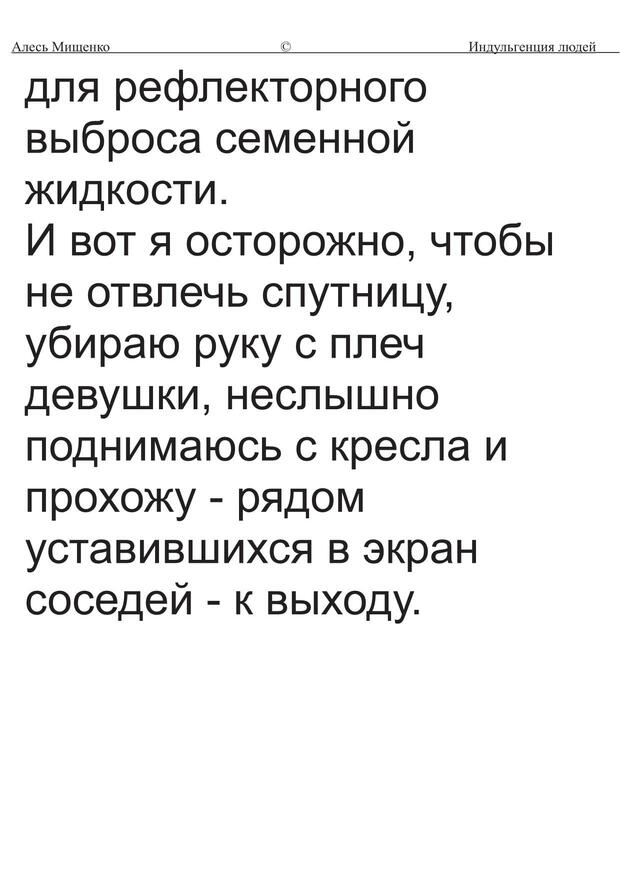 Алесь Мищенко © Индульгенция людей
для рефлекторного
выброса семенной
жидкости.
И вот я осторожно, чтобы
не отвлечь спутницу,
убираю руку с плеч
девушки, неслышно
поднимаюсь с кресла и
прохожу - рядом
уставившихся в экран
соседей - к выходу.